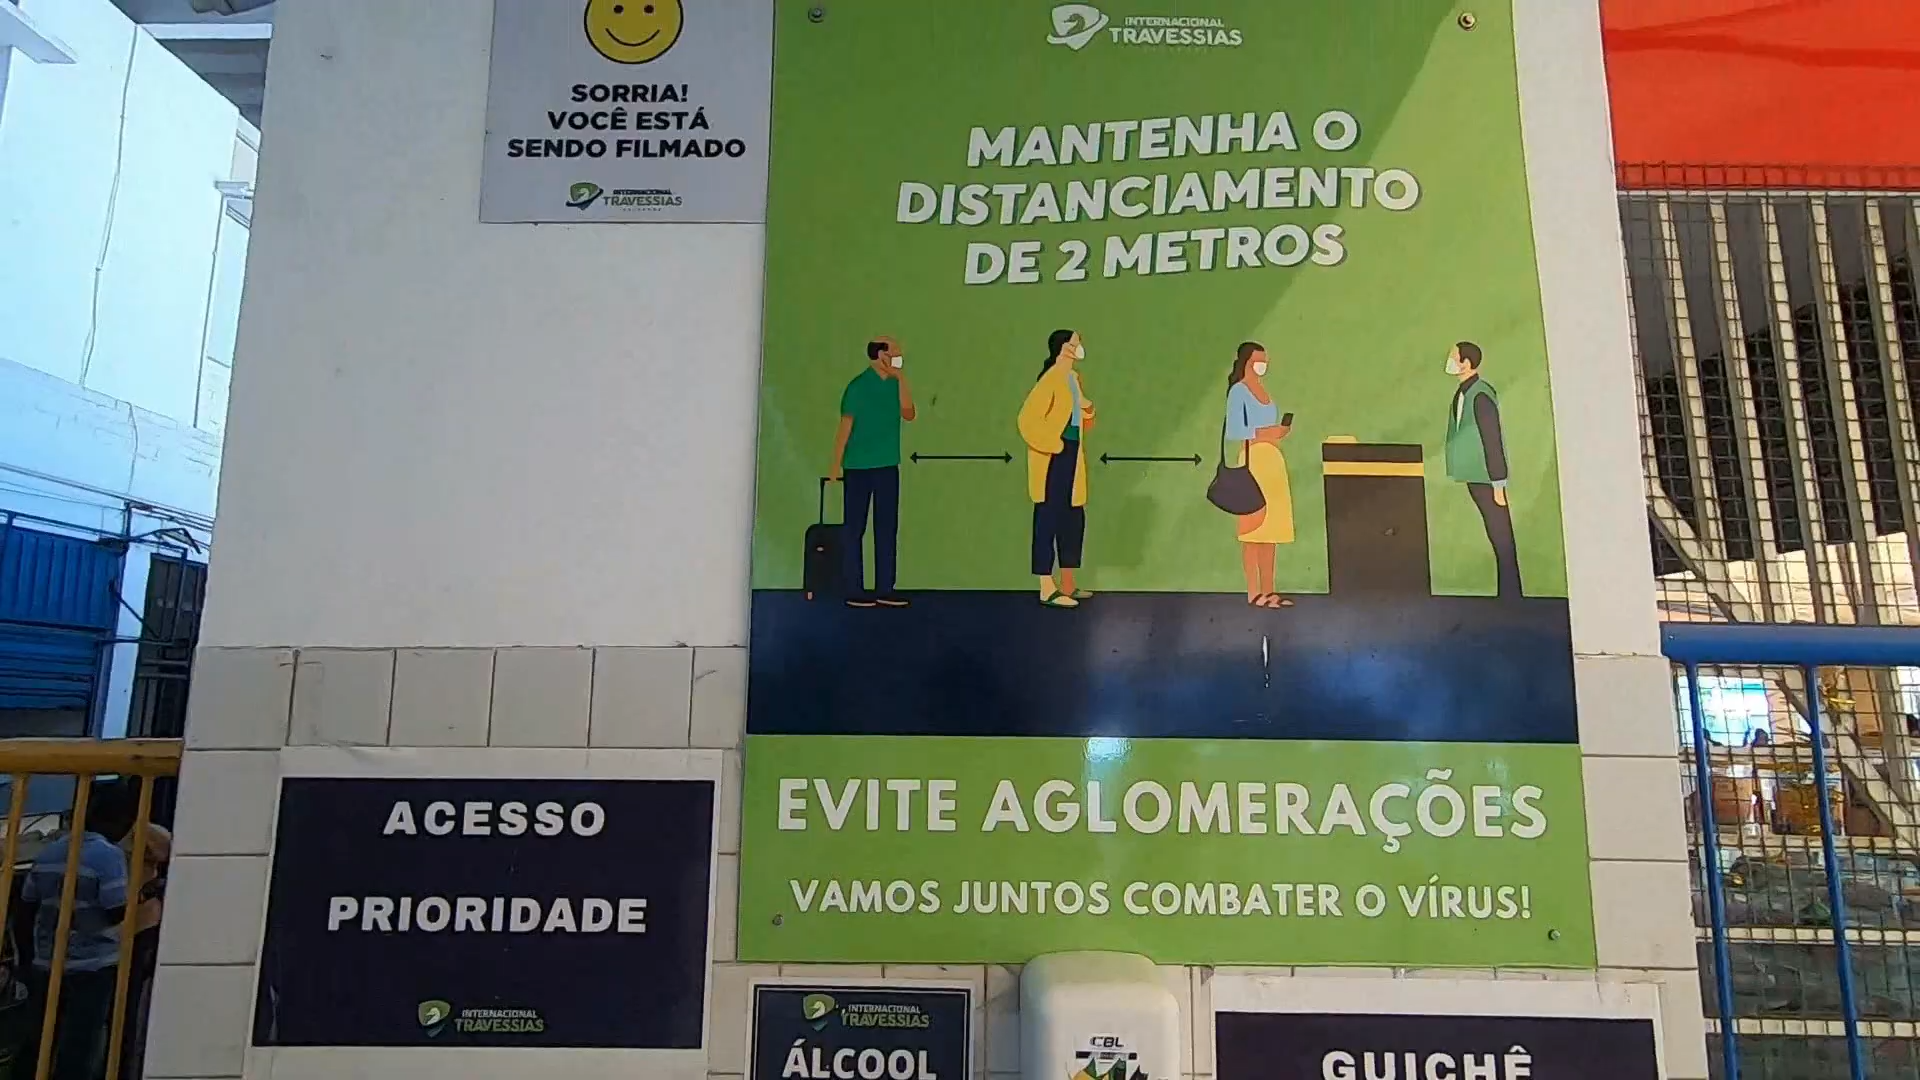 SORRIA!
VOCÊ ESTÁ
SENDO FILMADO
INTERNACIONAL
TRAVESSIAS
INTERNACIONAL
TRAVESSIAS
MANTENHA O
DISTANCIAMENTO
DE 2 METROS
EVITE AGLOMERAÇÕES
VAMOS JUNTOS COMBATER O VÍRUS!
ACESSO
PRIORIDADE
INTERNACIONAL
TRAVESSIAS
INTERNACIONAL
TRAVESSIAS
ÁLCOOL
CBL
GUICHÊ